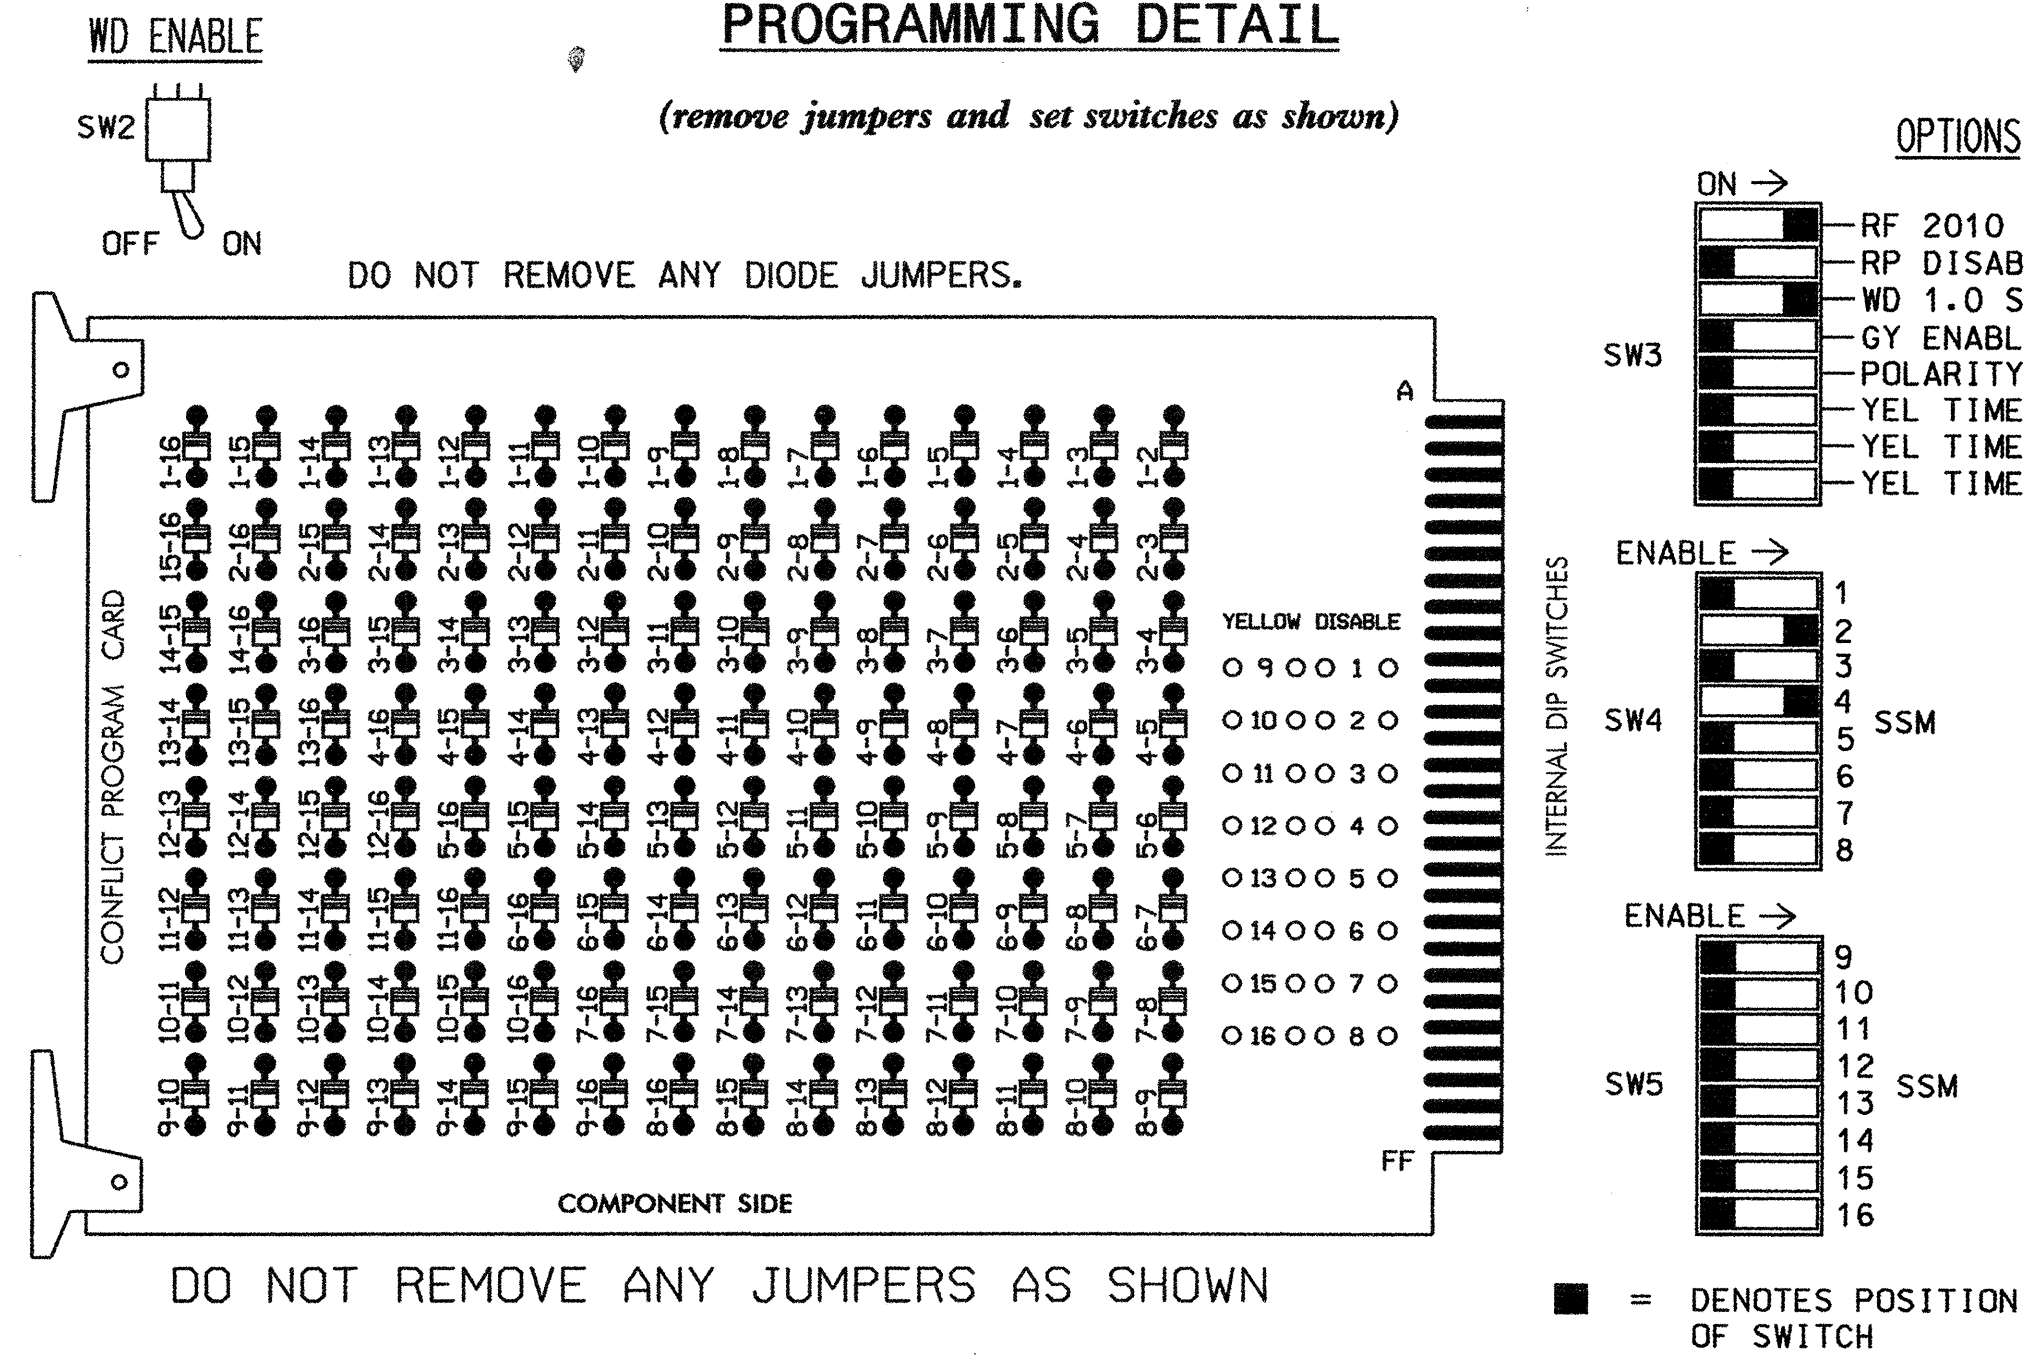 PROGRAMMING DETAIL
(remove jumpers and set switches as shown)
WD ENABLE
SW2
OFF ON
DO NOT REMOVE ANY DIODE JUMPERS.
CONFLICT PROGRAM CARD
1-16 1-15 1-14 1-13 1-12 1-11 1-10 1-9 1-8 1-7 1-6 1-5 1-4 1-3 1-2
15-16 2-16 2-15 2-14 2-13 2-12 2-11 2-10 2-9 2-8 2-7 2-6 2-5 2-4 2-3
14-15 14-16 3-16 3-15 3-14 3-13 3-12 3-11 3-10 3-9 3-8 3-7 3-6 3-5 3-4
13-14 13-15 13-16 4-16 4-15 4-14 4-13 4-12 4-11 4-10 4-9 4-8 4-7 4-6 4-5
12-13 12-14 12-15 12-16 5-16 5-15 5-14 5-13 5-12 5-11 5-10 5-9 5-8 5-7 5-6
11-12 11-13 11-14 11-15 11-16 6-16 6-15 6-14 6-13 6-12 6-11 6-10 6-9 6-8 6-7
10-11 10-12 10-13 10-14 10-15 10-16 7-16 7-15 7-14 7-13 7-12 7-11 7-10 7-9 7-8
9-10 9-11 9-12 9-13 9-14 9-15 9-16 8-16 8-15 8-14 8-13 8-12 8-11 8-10 8-9
A
YELLOW DISABLE
9 1
10 2
11 3
12 4
13 5
14 6
15 7
16 8
FF
COMPONENT SIDE
DO NOT REMOVE ANY JUMPERS AS SHOWN
INTERNAL DIP SWITCHES
OPTIONS
ON →
SW3
RF 2010
RP DISAB
WD 1.0 S
GY ENABL
POLARITY
YEL TIME
YEL TIME
YEL TIME
ENABLE →
SW4
1
2
3
4
5
6
7
8
SSM
ENABLE →
SW5
9
10
11
12
13
14
15
16
SSM
= DENOTES POSITION
OF SWITCH